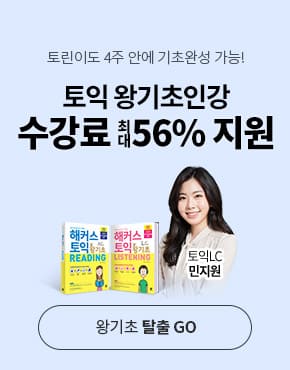 토린이도 4주 안에 기초완성 가능!
토익 왕기초인강
수강료 최대 56% 지원
해커스
토익 왕기초
READING
해커스
토익 왕기초
LISTENING
토익LC
민지원
왕기초 탈출 GO